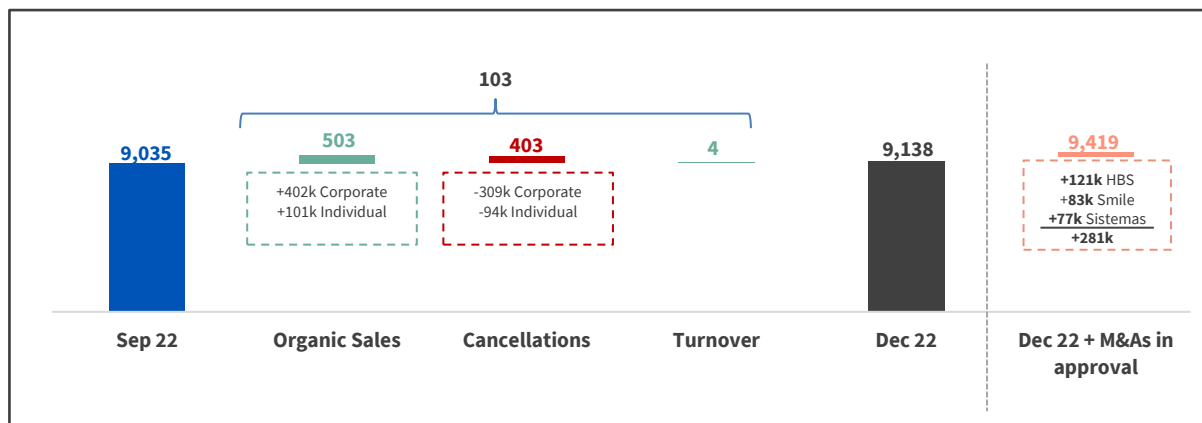 103
9,035
503
403
4
9,138
9,419
+402k Corporate
+101k Individual
-309k Corporate
-94k Individual
+121k HBS
+83k Smile
+77k Sistemas
+281k
Sep 22
Organic Sales
Cancellations
Turnover
Dec 22
Dec 22 + M&As in
approval